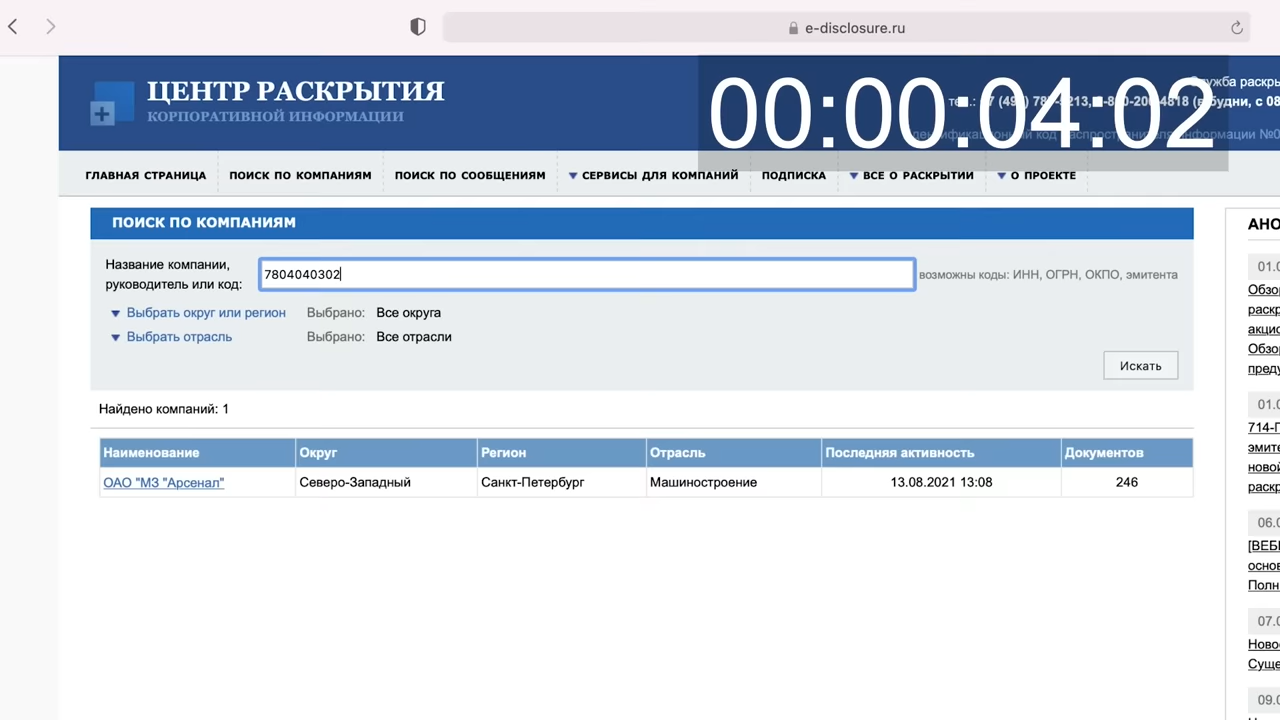 e-disclosure.ru
ЦЕНТР РАСКРЫТИЯ
КОРПОРАТИВНОЙ ИНФОРМАЦИИ
00:00:04.02
ГЛАВНАЯ СТРАНИЦА ПОИСК ПО КОМПАНИЯМ ПОИСК ПО СООБЩЕНИЯМ СЕРВИСЫ ДЛЯ КОМПАНИЙ ПОДПИСКА ВСЕ О РАСКРЫТИИ О ПРОЕКТЕ
ПОИСК ПО КОМПАНИЯМ
Название компании,
руководитель или код:
7804040302
возможны коды: ИНН, ОГРН, ОКПО, эмитента
Выбрать округ или регион Выбрано: Все округа
Выбрать отрасль Выбрано: Все отрасли
Искать
Найдено компаний: 1
Наименование Округ Регион Отрасль Последняя активность Документов
ОАО "МЗ "Арсенал" Северо-Западный Санкт-Петербург Машиностроение 13.08.2021 13:08 246